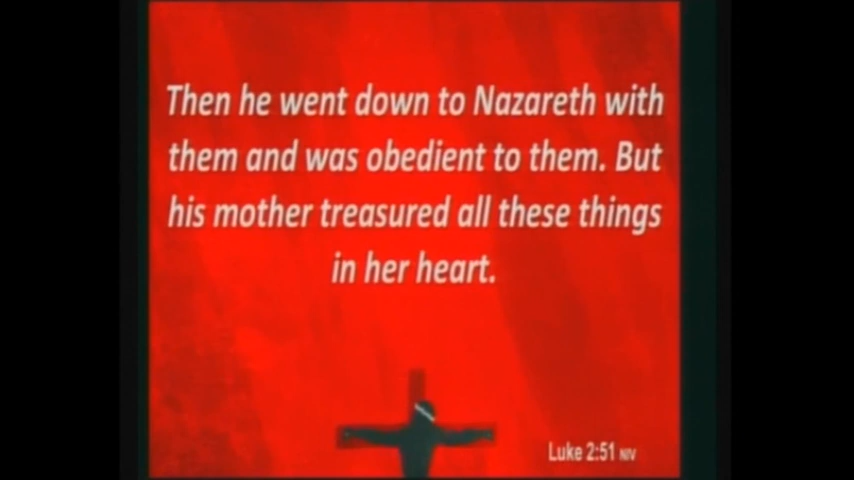 Then he went down to Nazareth with
them and was obedient to them. But
his mother treasured all these things
in her heart.
Luke 2:51 NIV